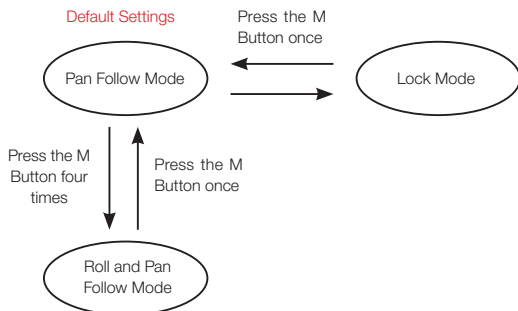 Default Settings
Press the M
Button once
Pan Follow Mode
Lock Mode
Press the M
Button four
times
Press the M
Button once
Roll and Pan
Follow Mode